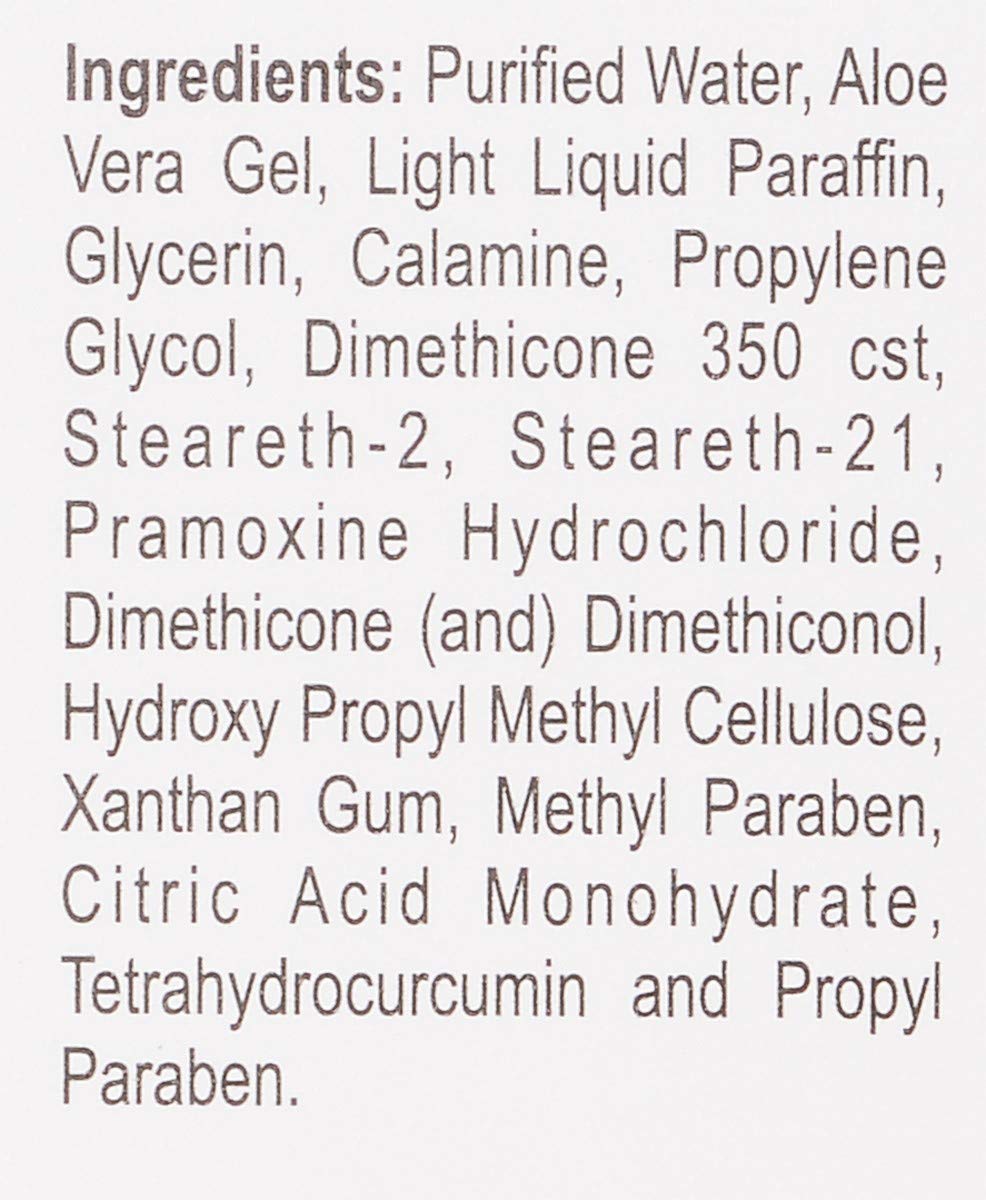 Ingredients: Purified Water, Aloe
Vera Gel, Light Liquid Paraffin,
Glycerin, Calamine, Propylene
Glycol, Dimethicone 350 cst,
Steareth-2, Steareth-21,
Pramoxine Hydrochloride,
Dimethicone (and) Dimethiconol,
Hydroxy Propyl Methyl Cellulose,
Xanthan Gum, Methyl Paraben,
Citric Acid Monohydrate,
Tetrahydrocurcumin and Propyl
Paraben.